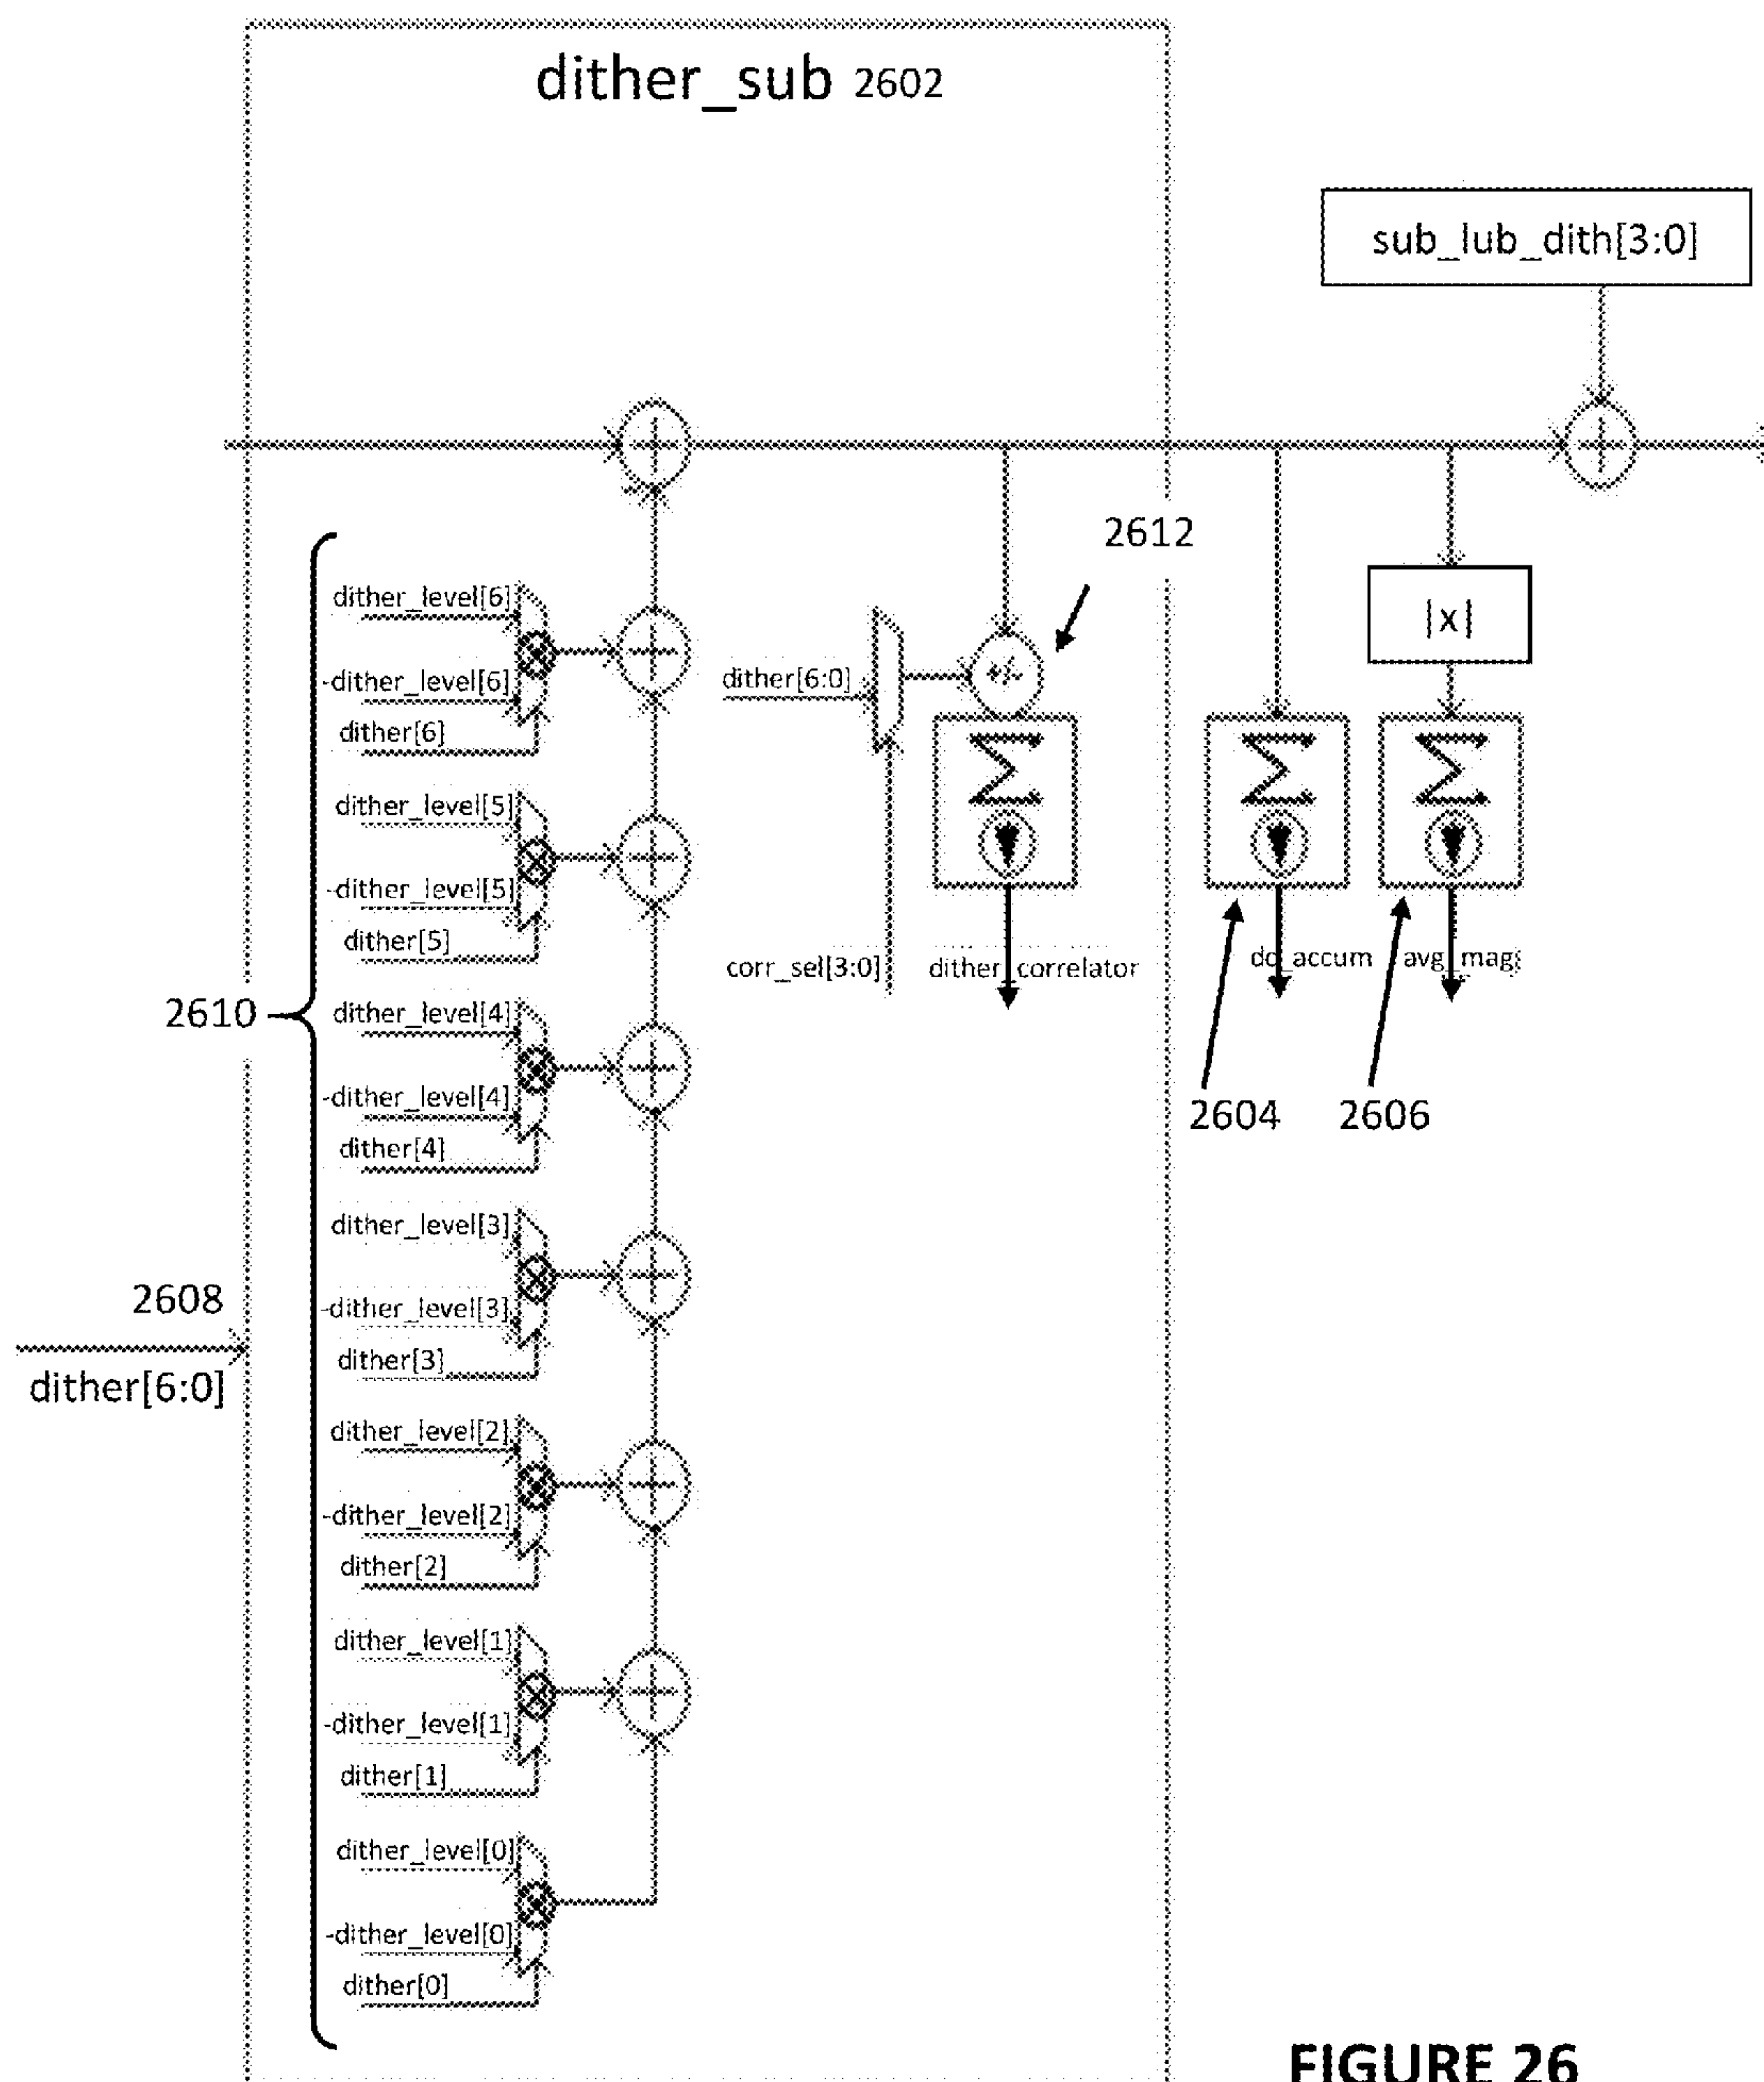 dither_sub 2602
sub_lub_dith[3:0]
2612
|x|
dither_level[6]
-dither_level[6]
dither[6]
dither[6:0]
+/-
dither_level[5]
-dither_level[5]
dither[5]
corr_sel[3:0]
dither_correlator
dc_accum
avg_mag
2610
dither_level[4]
-dither_level[4]
dither[4]
2604
2606
dither_level[3]
-dither_level[3]
dither[3]
2608
dither[6:0]
dither_level[2]
-dither_level[2]
dither[2]
dither_level[1]
-dither_level[1]
dither[1]
dither_level[0]
-dither_level[0]
dither[0]
FIGURE 26